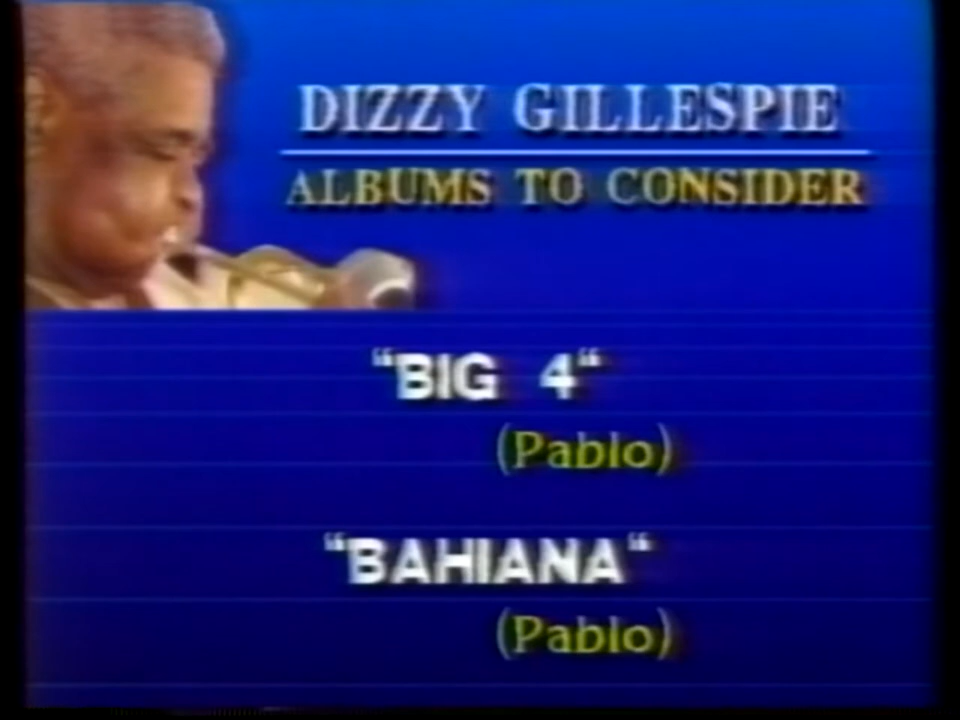 DIZZY GILLESPIE
ALBUMS TO CONSIDER
“BIG 4“
(Pablo)
“BAHIANA“
(Pablo)